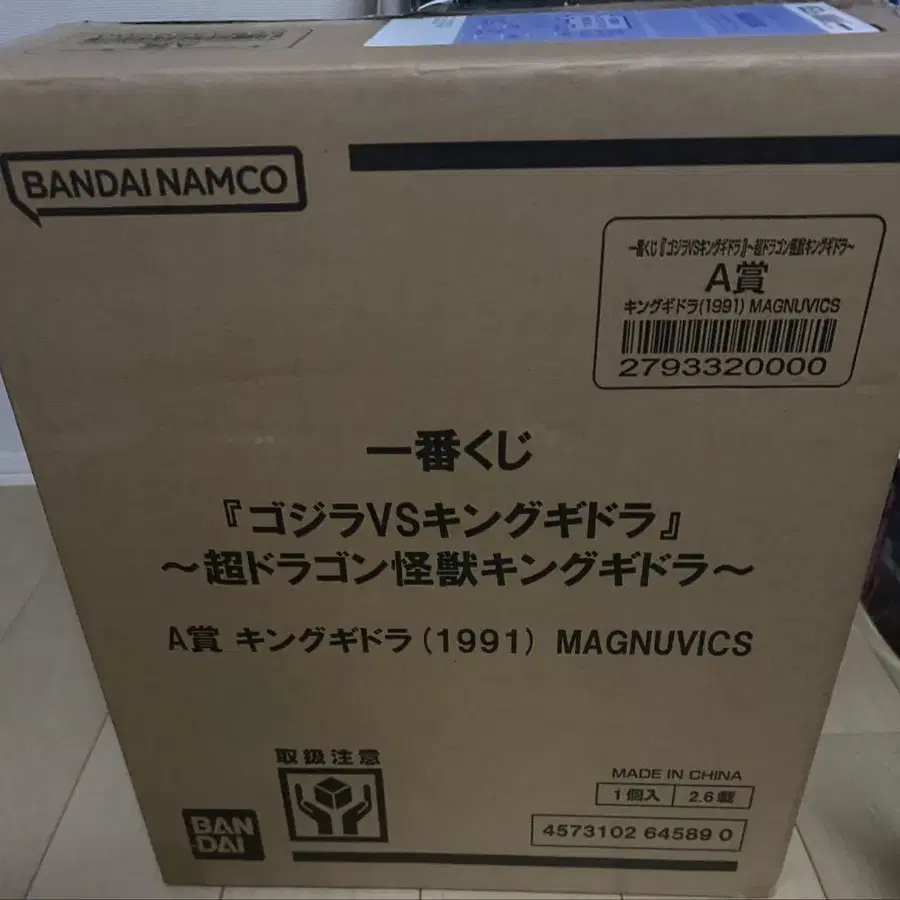 BANDAI NAMCO
一番くじ『ゴジラVSキングギドラ』～超ドラゴン怪獣キングギドラ～
A賞
キングギドラ(1991) MAGNUVICS
2793320000
一番くじ
『ゴジラVSキングギドラ』
～超ドラゴン怪獣キングギドラ～
A賞 キングギドラ(1991) MAGNUVICS
取扱注意
MADE IN CHINA
1個入 2.6載
BAN
DAI
4573102 64589 0